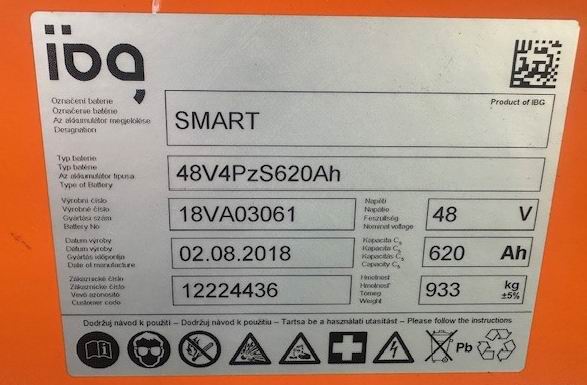 ibg
Product of IBG
Označení baterie
Označenie batérie
Az akkumulátor megjelölése
Designation
SMART
Typ baterie
Typ batérie
Az akkumulátor típusa
Type of Battery
48V4PzS620Ah
Výrobní číslo
Výrobné číslo
Gyártási szám
Battery No
18VA03061
Napětí
Napätie
Feszültség
Nominal voltage
48 V
Datum výroby
Dátum výroby
Gyártás időpontja
Date of manufacture
02.08.2018
Kapacita C5
Kapacita C5
Kapacitás C5
Capacity C5
620 Ah
Zákaznické číslo
Zákaznícke číslo
Vevő azonosító
Customer code
12224436
Hmotnost
Hmotnosť
Tömeg
Weight
933 kg ±5%
Dodržuj návod k použití – Dodržuj návod k použitiu – Tartsa be a használati utasítást – Please follow the instructions
Pb